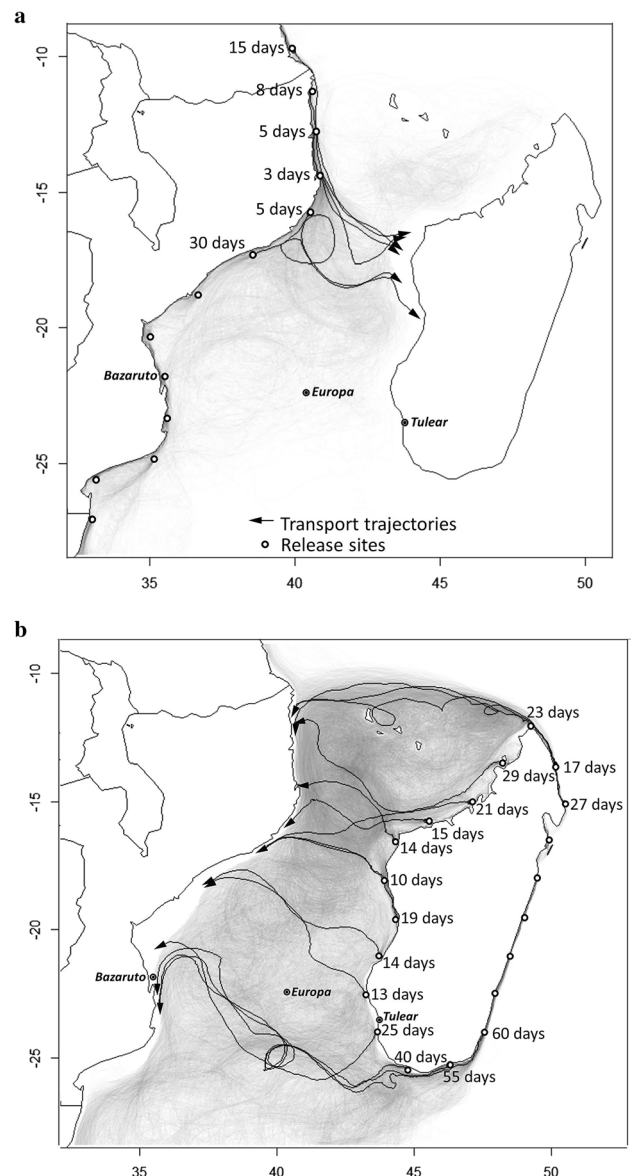 a
-10
-15
-20
-25
15 days
8 days
5 days
3 days
5 days
30 days
Bazaruto
Europa
Tulear
Transport trajectories
Release sites
35
40
45
50
b
-10
-15
-20
-25
23 days
17 days
29 days
27 days
21 days
15 days
14 days
10 days
19 days
14 days
Bazaruto
Europa
13 days
Tulear
25 days
60 days
40 days
55 days
35
40
45
50